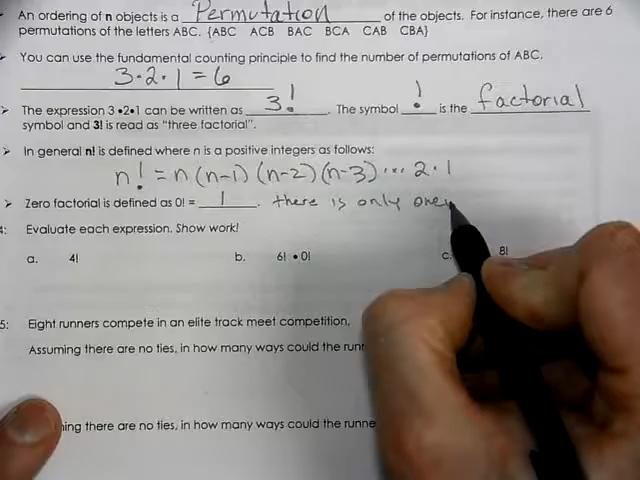 An ordering of n objects is a Permutation of the objects. For instance, there are 6
permutations of the letters ABC. {ABC ACB BAC BCA CAB CBA}
You can use the fundamental counting principle to find the number of permutations of ABC.
3·2·1 = 6
The expression 3•2•1 can be written as 3!. The symbol ! is the factorial
symbol and 3! is read as “three factorial”.
In general n! is defined where n is a positive integers as follows:
n! = n (n-1) (n-2) (n-3) ... 2·1
Zero factorial is defined as 0! = 1. there is only one
4: Evaluate each expression. Show work!
a. 4! b. 6! • 0! c. 8!
5: Eight runners compete in an elite track meet competition,
Assuming there are no ties, in how many ways could the
ing there are no ties, in how many ways could the runne